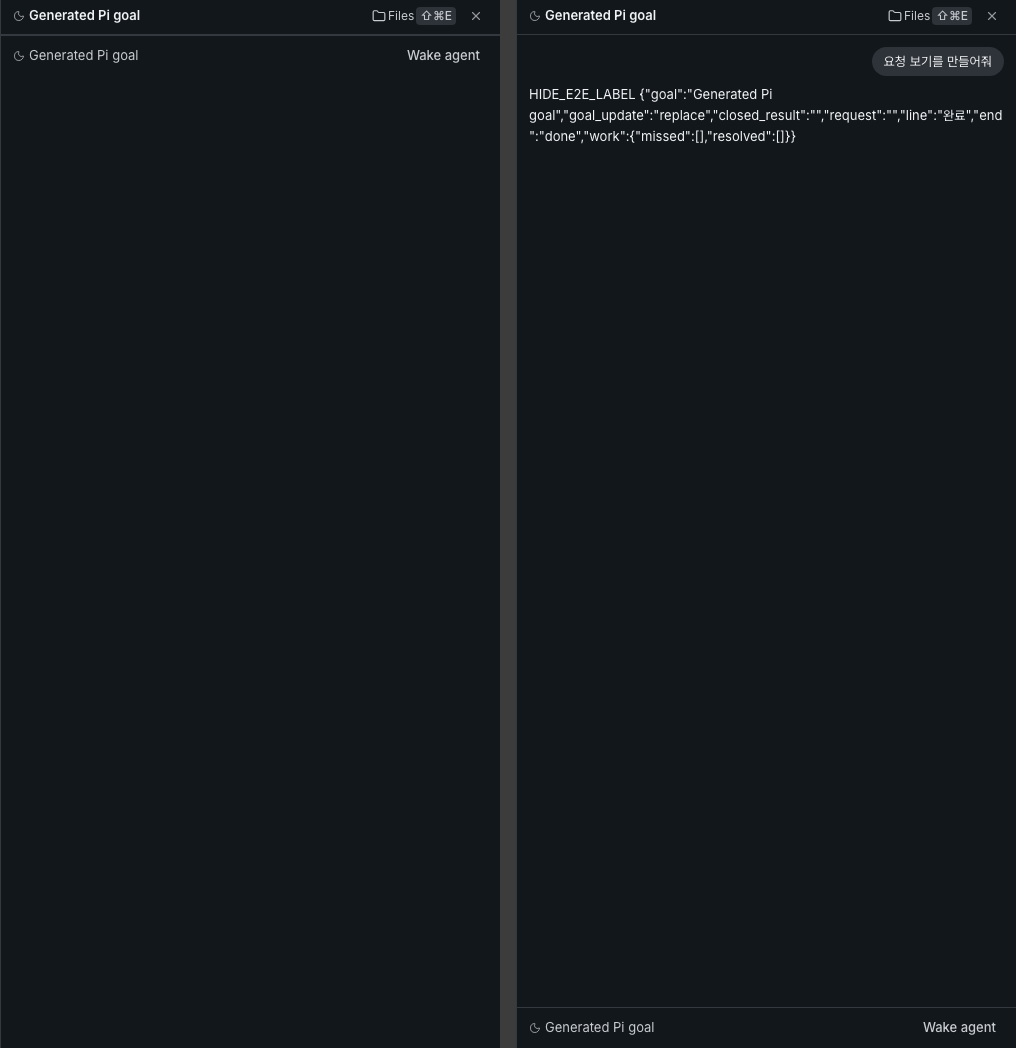 Generated Pi goal
Files ⇧⌘E
Generated Pi goal
Wake agent
Generated Pi goal
Files ⇧⌘E
요청 보기를 만들어줘
HIDE_E2E_LABEL {"goal":"Generated Pi
goal","goal_update":"replace","closed_result":"","request":"","line":"완료","end
":"done","work":{"missed":[],"resolved":[]}}
Generated Pi goal
Wake agent